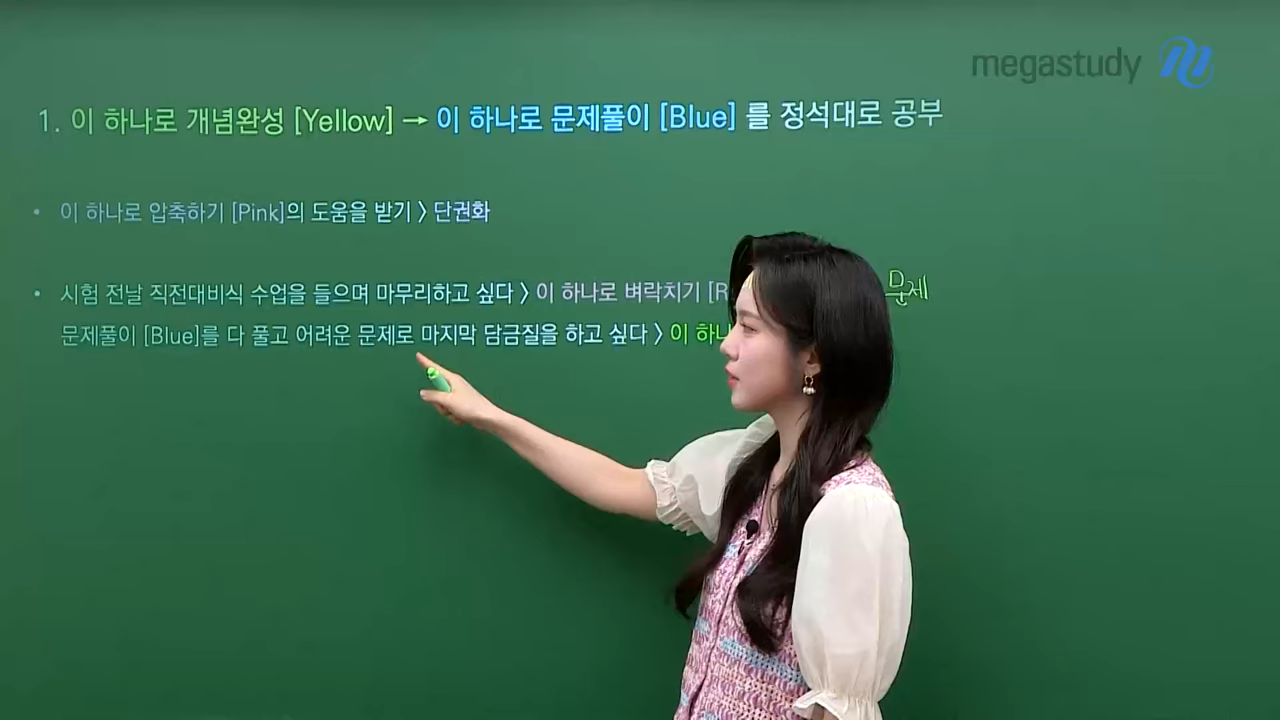 megastudy
1. 이 하나로 개념완성 [Yellow] → 이 하나로 문제풀이 [Blue] 를 정석대로 공부
• 이 하나로 압축하기 [Pink]의 도움을 받기 > 단권화
• 시험 전날 직전대비식 수업을 들으며 마무리하고 싶다 > 이 하나로 벼락치기 [R 문제
문제풀이 [Blue]를 다 풀고 어려운 문제로 마지막 담금질을 하고 싶다 > 이 하나